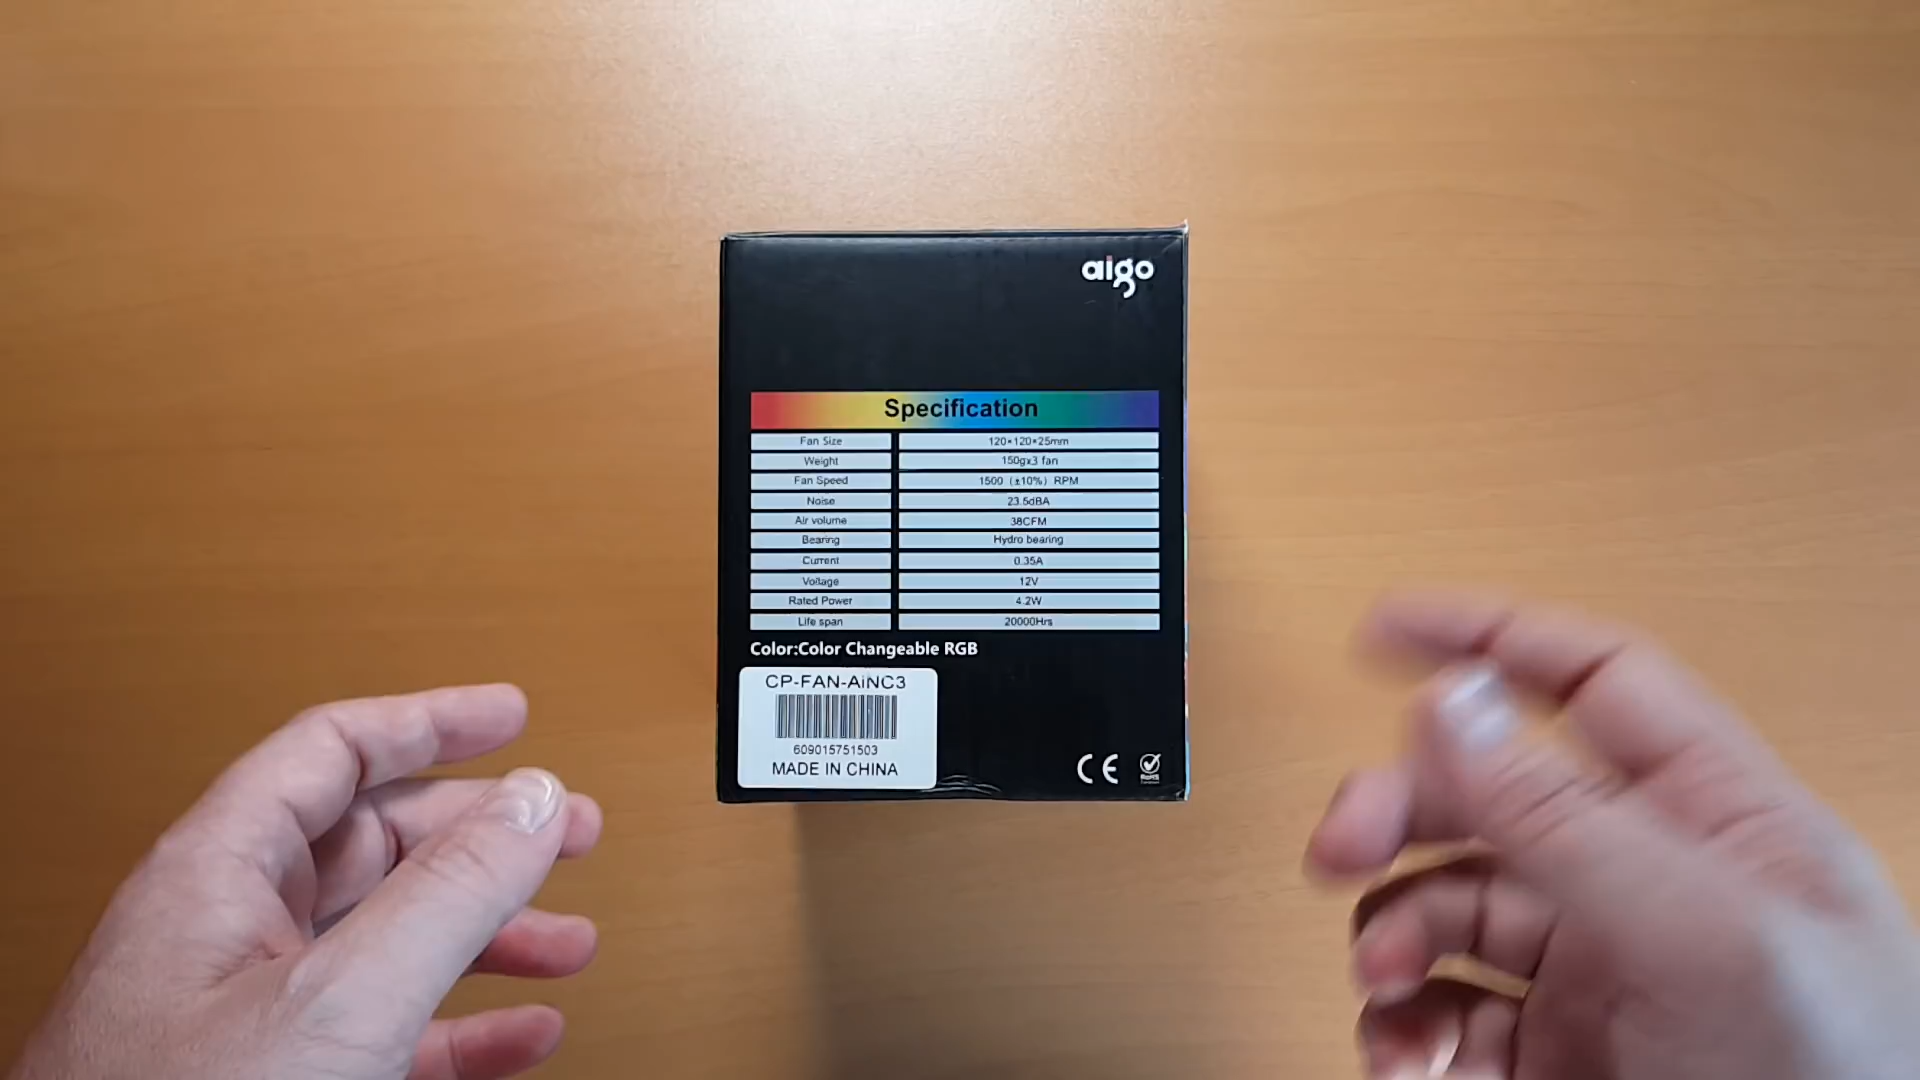 aigo
Specification
Fan Size 120×120×25mm
Weight 150gx3 fan
Fan Speed 1500 (±10%) RPM
Noise 23.5dBA
Air volume 38CFM
Bearing Hydro bearing
Current 0.35A
Voltage 12V
Rated Power 4.2W
Life span 20000Hrs
Color:Color Changeable RGB
CP-FAN-AiNC3
609015751503
MADE IN CHINA
CE
RoHS